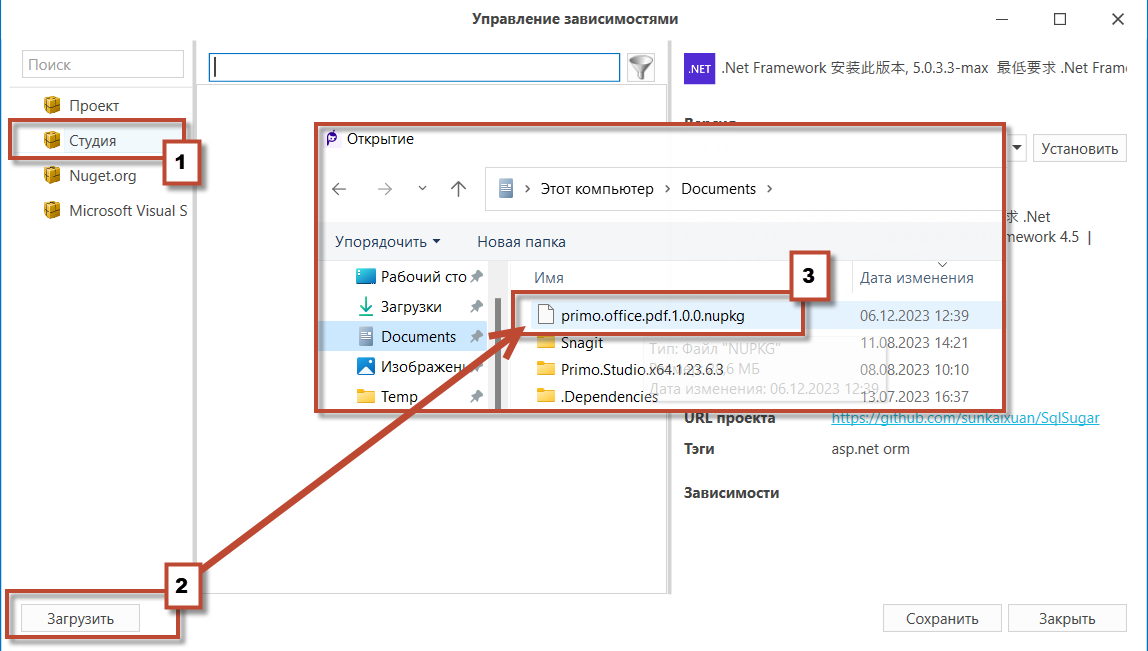 Управление зависимостями
Поиск
Проект
Студия
1
Nuget.org
Microsoft Visual S
.NET
.Net Framework 安装此版本, 5.0.3.3-max 最低要求 .Net Frame
Установить
求 .Net
mework 4.5 |
Открытие
Этот компьютер
Documents
Упорядочить
Новая папка
Рабочий сто
Загрузки
Documents
Изображен
Temp
Имя
Дата изменения
3
primo.office.pdf.1.0.0.nupkg
06.12.2023 12:39
Snagit
11.08.2023 14:21
Primo.Studio.x64.1.23.6.3
08.08.2023 10:10
.Dependencies
13.07.2023 16:37
Тип: Файл "NUPKG"
6 МБ
Дата изменения: 06.12.2023 12:39
URL проекта
https://github.com/sunkaixuan/SqlSugar
Тэги
asp.net orm
Зависимости
2
Загрузить
Сохранить
Закрыть